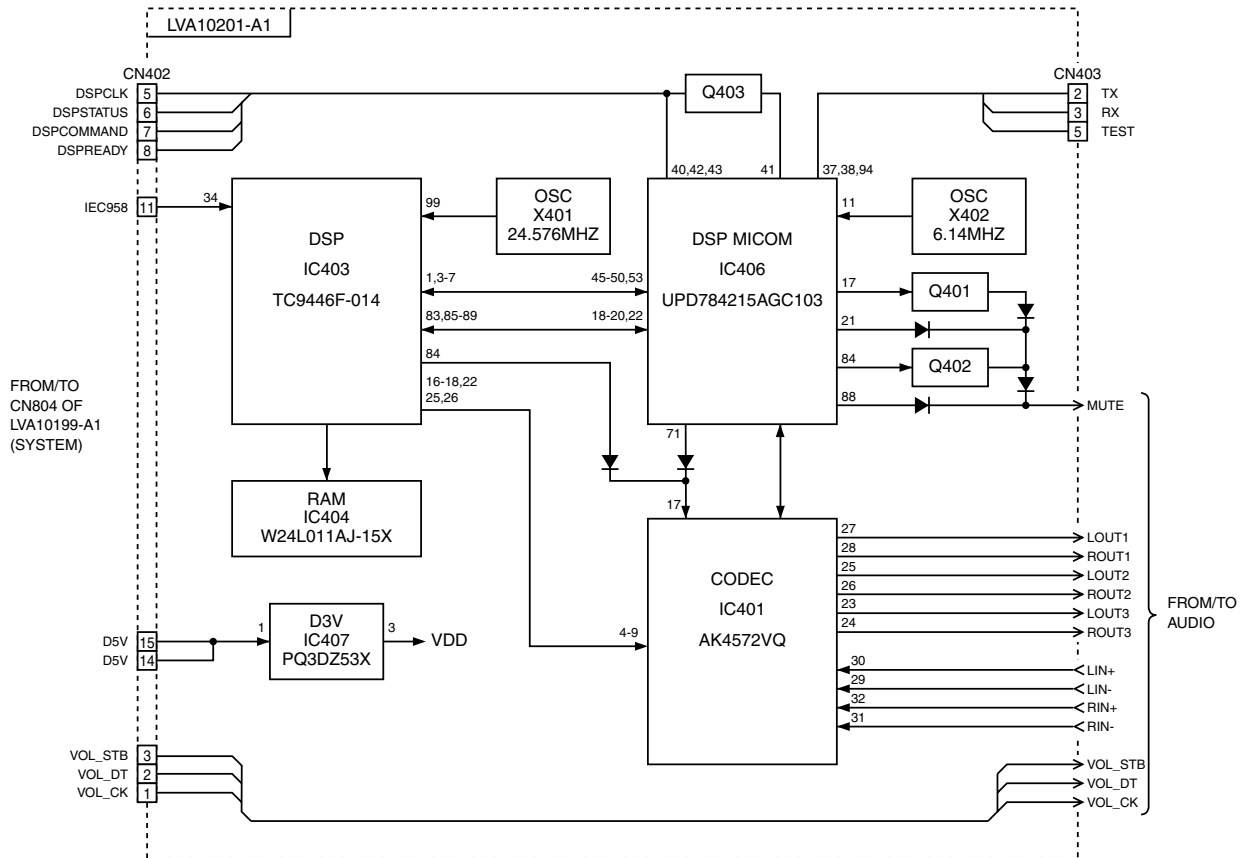 LVA10201-A1
CN402
CN403
DSPCLK 5
DSPSTATUS 6
DSPCOMMAND 7
DSPREADY 8
Q403
2 TX
3 RX
5 TEST
40,42,43
41
37,38,94
IEC958 11
34
DSP
IC403
TC9446F-014
99
OSC
X401
24.576MHZ
DSP MICOM
IC406
UPD784215AGC103
11
OSC
X402
6.14MHZ
1,3-7
45-50,53
83,85-89
18-20,22
84
16-18,22
25,26
17
Q401
21
84
Q402
88
MUTE
71
17
FROM/TO
CN804 OF
LVA10199-A1
(SYSTEM)
RAM
IC404
W24L011AJ-15X
CODEC
IC401
AK4572VQ
4-9
27
LOUT1
28
ROUT1
25
LOUT2
26
ROUT2
23
LOUT3
24
ROUT3
30
LIN+
29
LIN-
32
RIN+
31
RIN-
FROM/TO
AUDIO
D5V 15
D5V 14
1
D3V
IC407
PQ3DZ53X
3
VDD
VOL_STB 3
VOL_DT 2
VOL_CK 1
VOL_STB
VOL_DT
VOL_CK